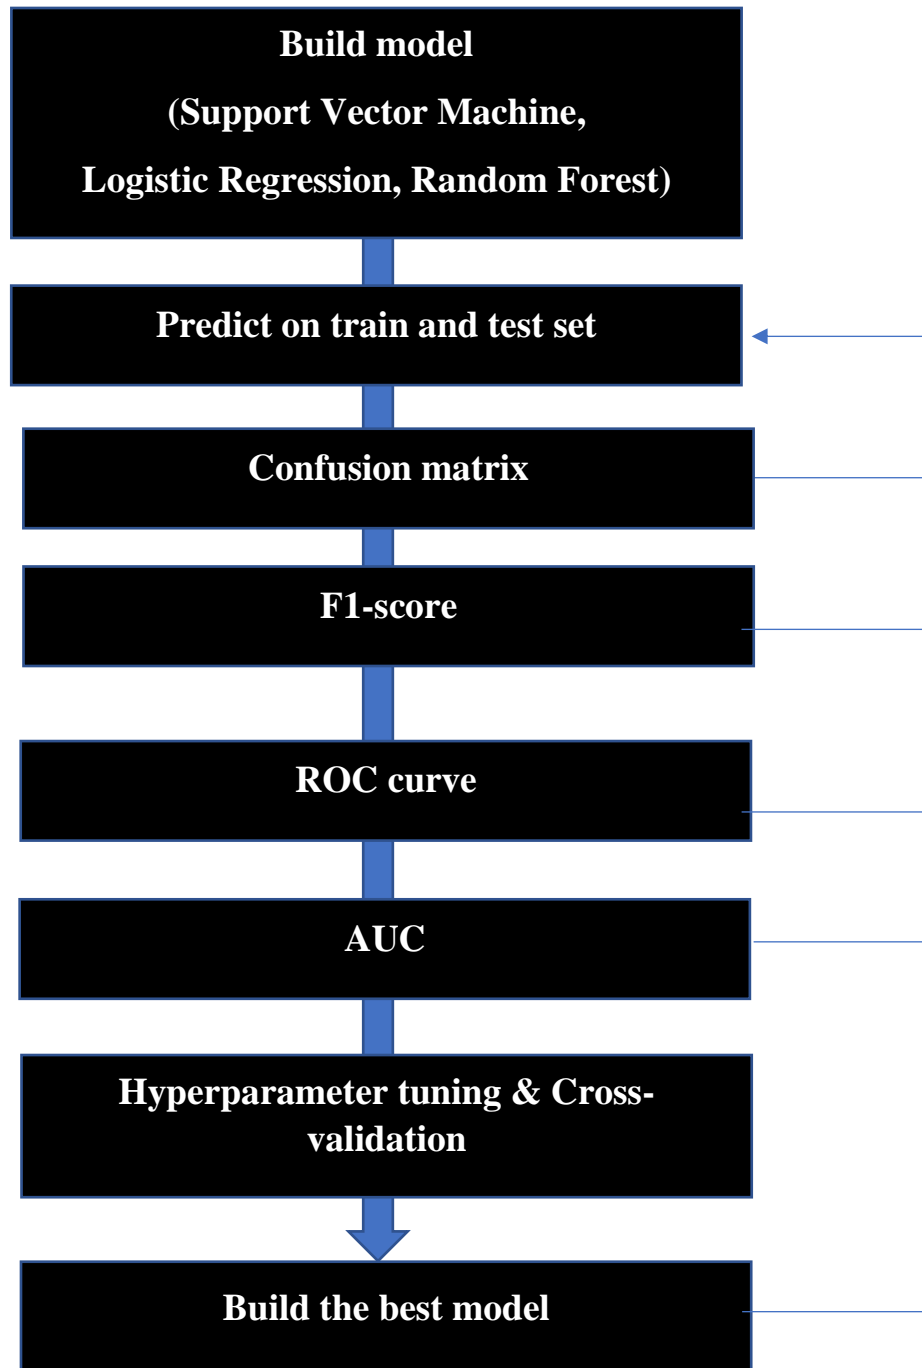 Build model
(Support Vector Machine,
Logistic Regression, Random Forest)
Predict on train and test set
Confusion matrix
F1-score
ROC curve
AUC
Hyperparameter tuning & Cross-
validation
Build the best model